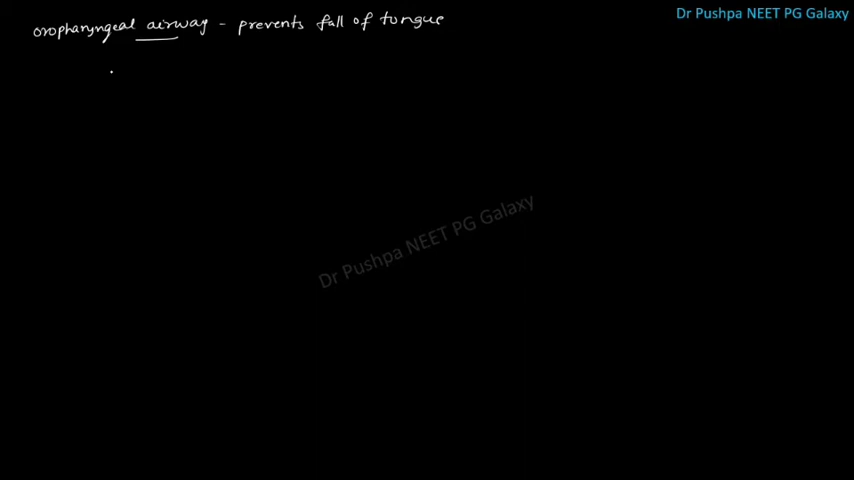 Dr Pushpa NEET PG Galaxy
oropharyngeal airway - prevents fall of tongue
Dr Pushpa NEET PG Galaxy